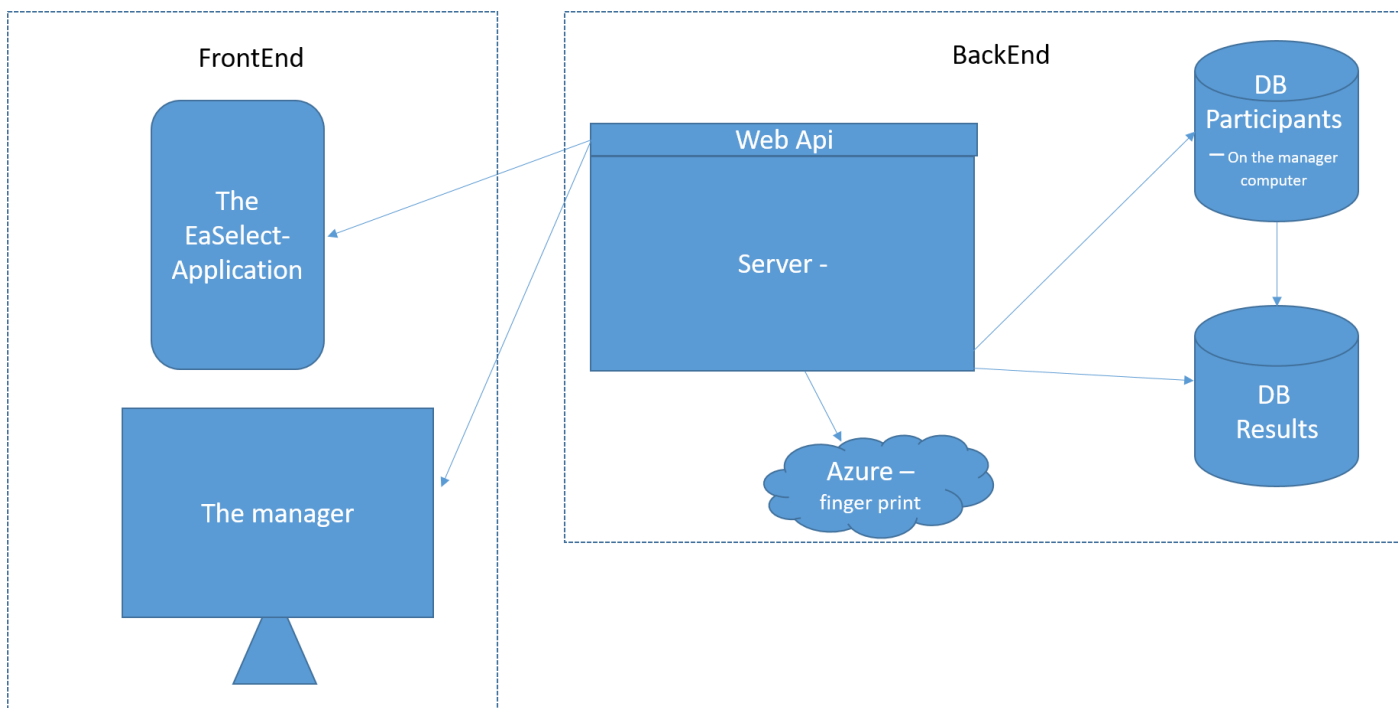 FrontEnd
The
EaSelect-
Application
The manager
BackEnd
Web Api
Server -
Azure –
finger print
DB
Participants
– On the manager
computer
DB
Results